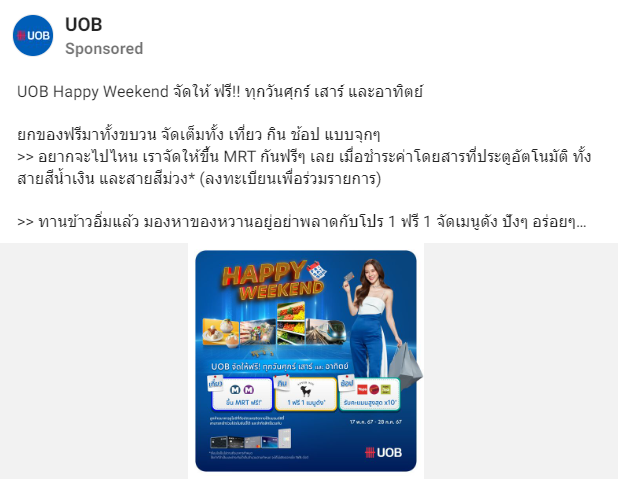 UOB
UOB
Sponsored
UOB Happy Weekend จัดให้ ฟรี!! ทุกวันศุกร์ เสาร์ และอาทิตย์
ยกของฟรีมาทั้งขบวน จัดเต็มทั้ง เที่ยว กิน ช้อป แบบจุกๆ
>> อยากจะไปไหน เราจัดให้ขึ้น MRT กันฟรีๆ เลย เมื่อชำระค่าโดยสารที่ประตูอัตโนมัติ ทั้ง
สายสีน้ำเงิน และสายสีม่วง* (ลงทะเบียนเพื่อร่วมรายการ)
>> ทานข้าวอิ่มแล้ว มองหาของหวานอยู่อย่าพลาดกับโปร 1 ฟรี 1 จัดเมนูดัง ปังๆ อร่อยๆ...
HAPPY
WEEKEND
UOB จัดให้ฟรี! ทุกวันศุกร์ เสาร์ และ อาทิตย์
เที่ยว
กิน
ช้อป
ขึ้น MRT ฟรี*
1 ฟรี 1 เมนูดัง*
รับคะแนนสูงสุด x10*
17 พ.ค. 67 - 28 ก.ค. 67
UOB